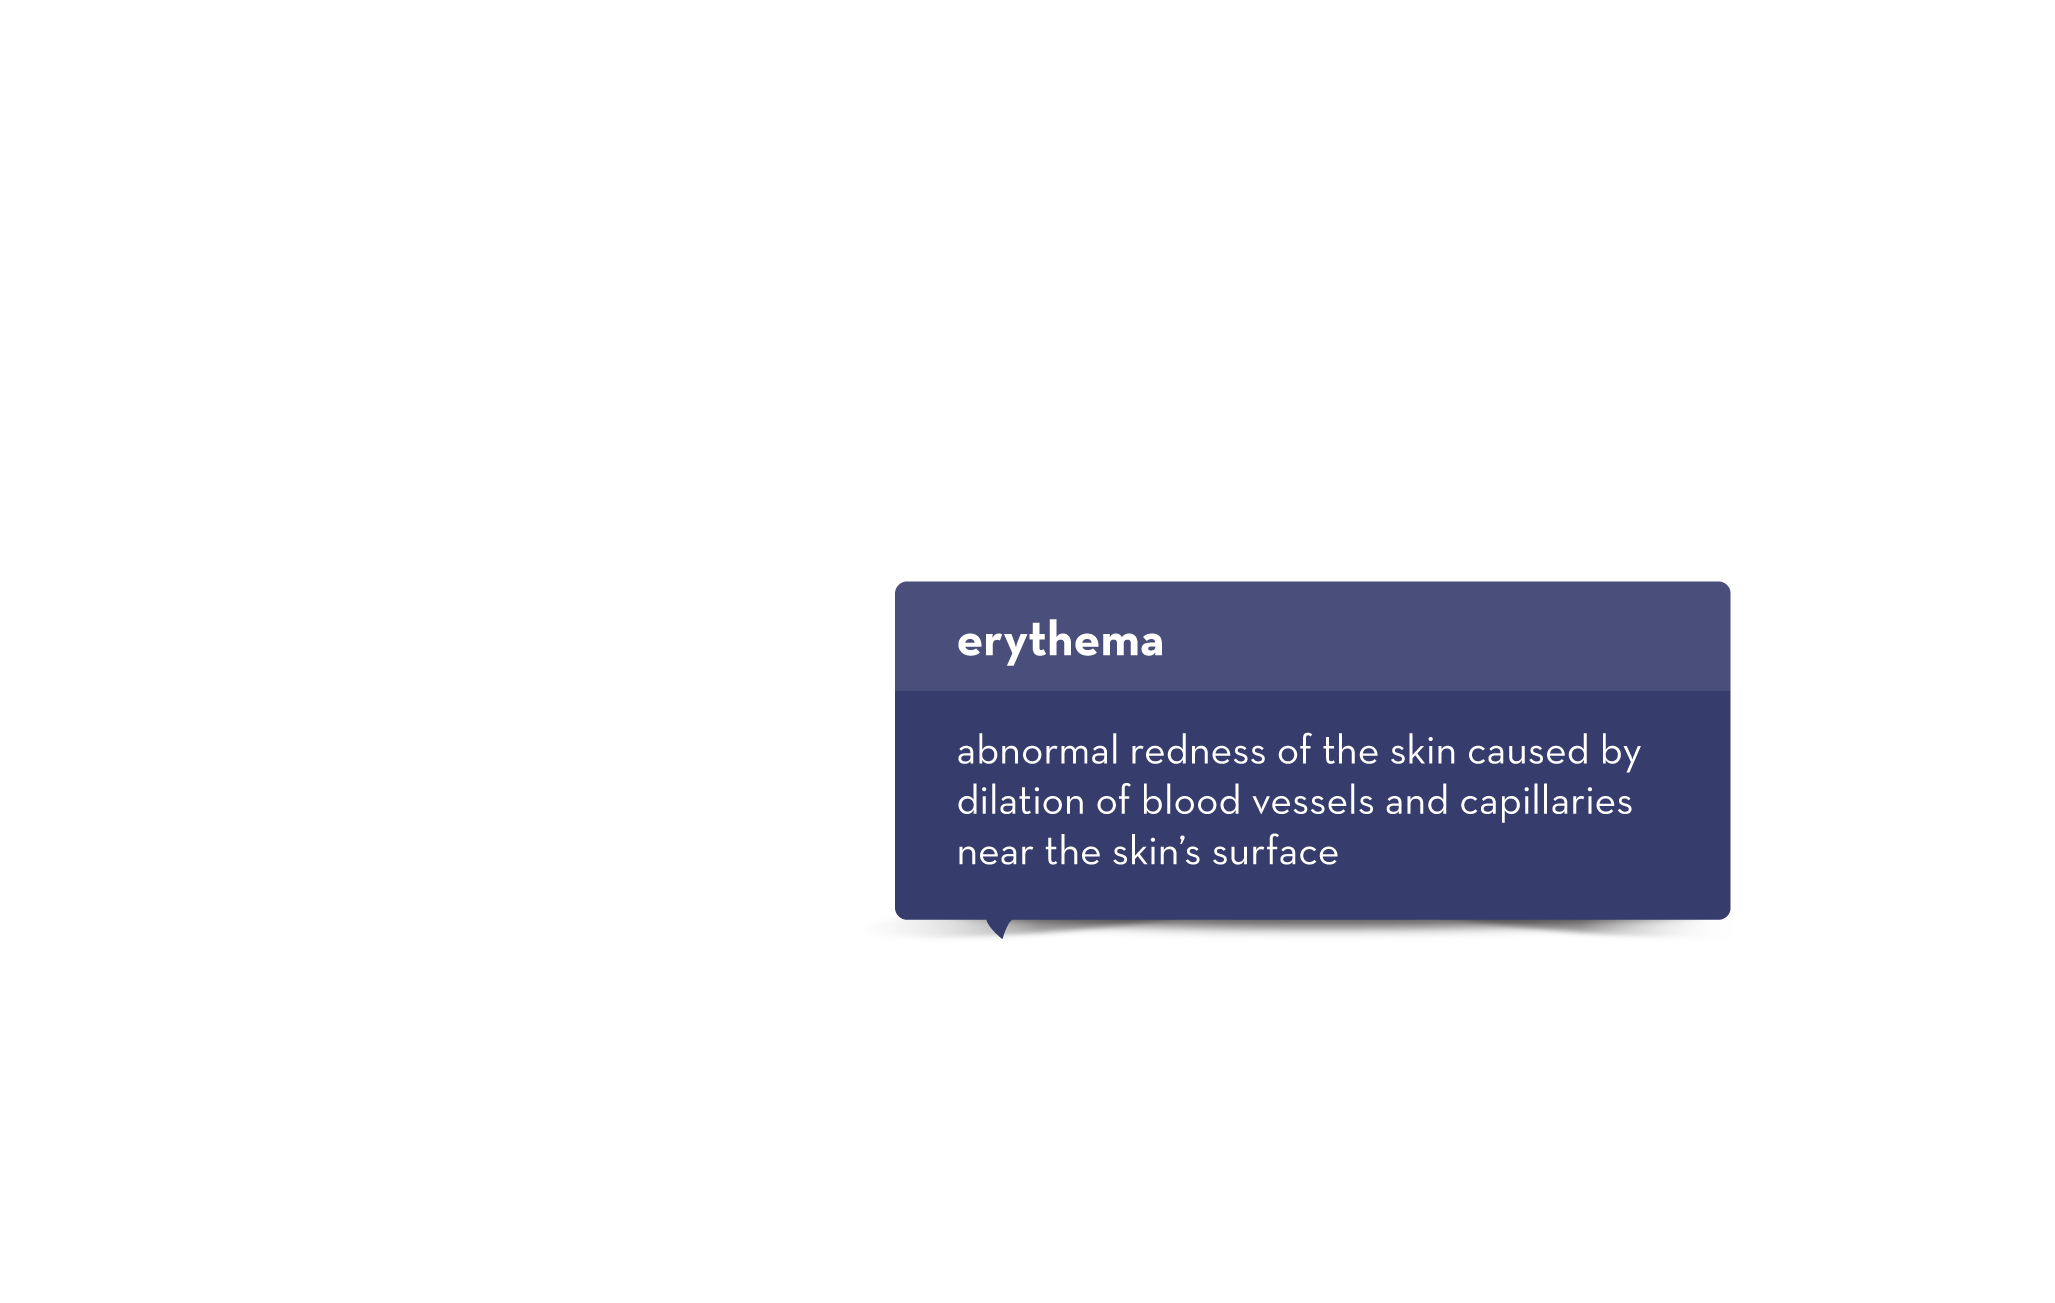 erythema
abnormal redness of the skin caused by
dilation of blood vessels and capillaries
near the skin’s surface